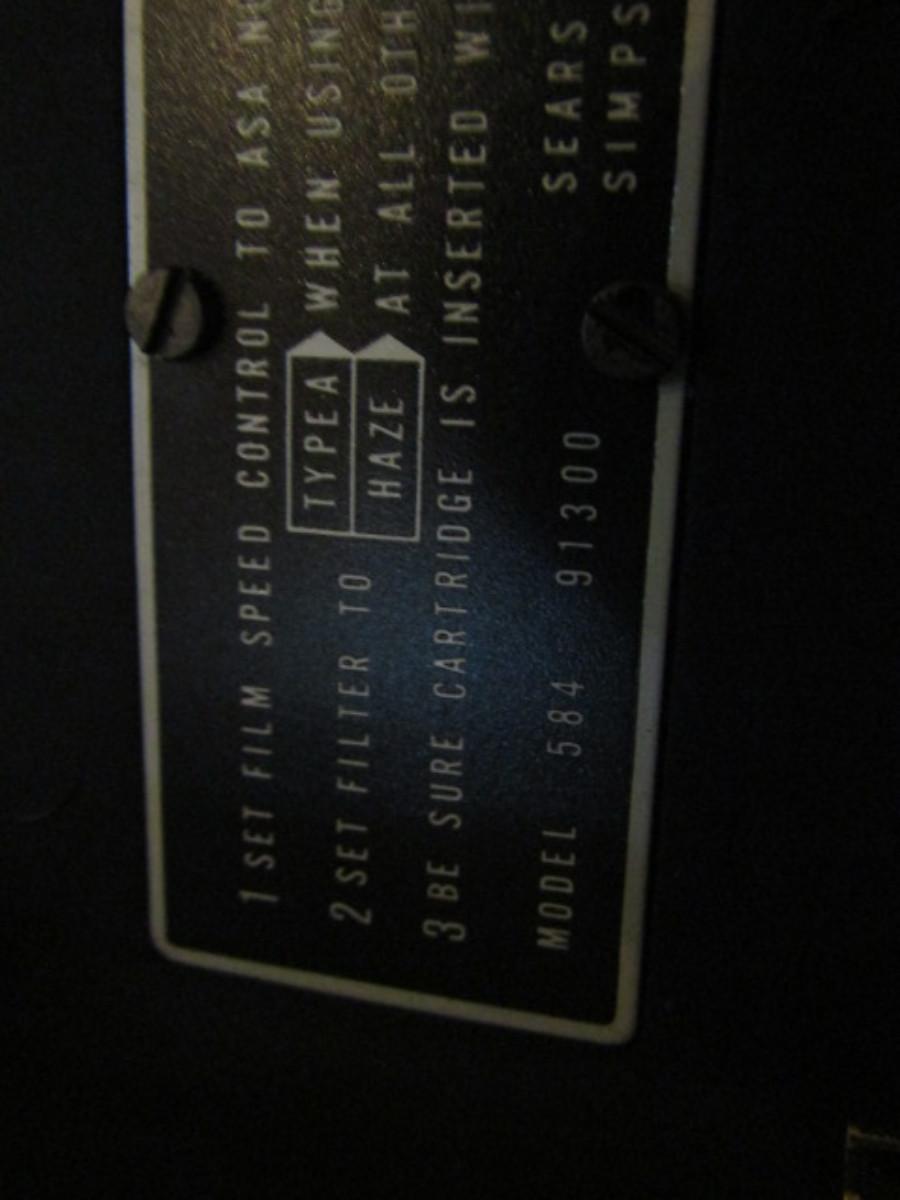 1 SET FILM SPEED CONTROL TO ASA
2 SET FILTER TO TYPE A WHEN USING
HAZE AT ALL
3 BE SURE CARTRIDGE IS INSERTED
MODEL 584 91300 SEARS